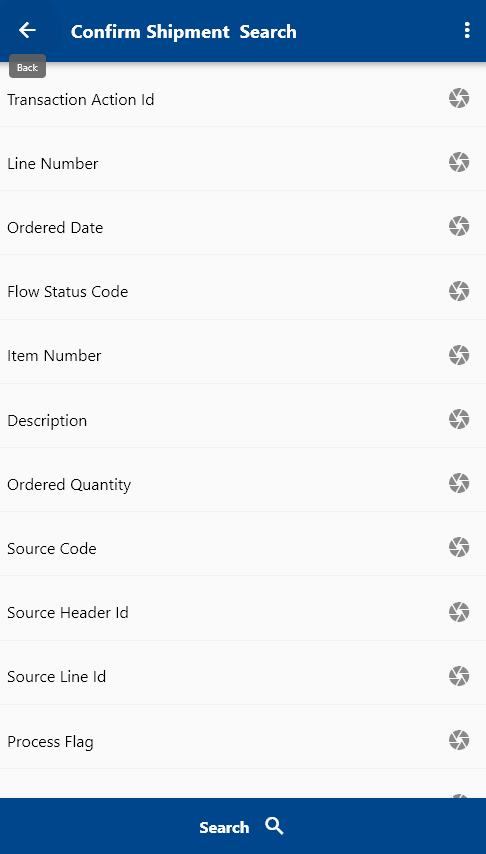 Confirm Shipment  Search
Back
Transaction Action Id
Line Number
Ordered Date
Flow Status Code
Item Number
Description
Ordered Quantity
Source Code
Source Header Id
Source Line Id
Process Flag
Search